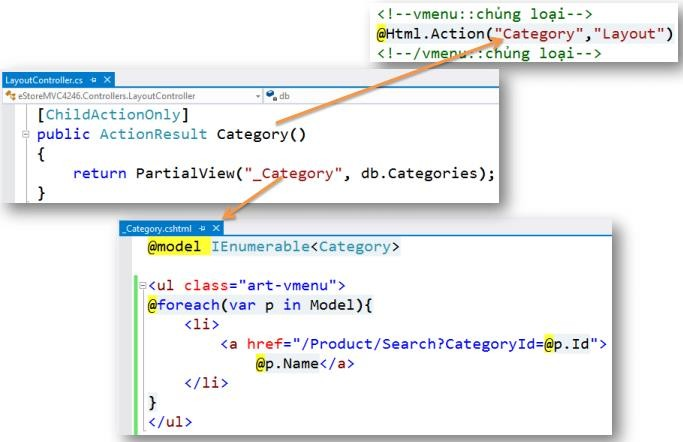 <!--vmenu::chủng loại-->
@Html.Action("Category","Layout")
<!--/vmenu::chủng loại-->
LayoutController.cs
eStoreMVC4246.Controllers.LayoutController
db
[ChildActionOnly]
public ActionResult Category()
{
return PartialView("_Category", db.Categories);
}
_Category.cshtml
@model IEnumerable<Category>
<ul class="art-vmenu">
@foreach(var p in Model){
<li>
<a href="/Product/Search?CategoryId=@p.Id">
@p.Name</a>
</li>
}
</ul>